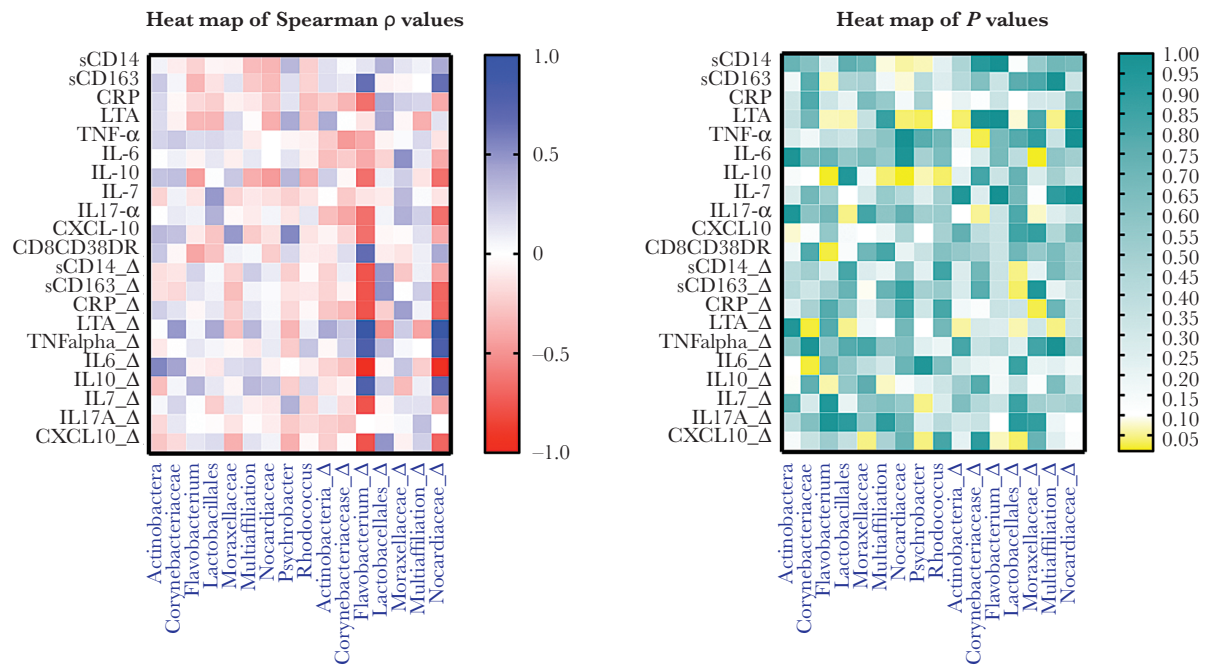 Heat map of Spearman ρ values
sCD14
sCD163
CRP
LTA
TNF-α
IL-6
IL-10
IL-7
IL17-α
CXCL-10
CD8CD38DR
sCD14_Δ
sCD163_Δ
CRP_Δ
LTA_Δ
TNFalpha_Δ
IL6_Δ
IL10_Δ
IL7_Δ
IL17A_Δ
CXCL10_Δ
1.0
0.5
0
−0.5
−1.0
Actinobactera
Corynebacteriaceae
Flavobacterium
Lactobacillales
Moraxellaceae
Multiaffiliation
Nocardiaceae
Psychrobacter
Rhodococcus
Actinobacteria_Δ
Corynebacteriacease_Δ
Flavobacterium_Δ
Lactobacellales_Δ
Moraxellaceae_Δ
Multiaffiliation_Δ
Nocardiaceae_Δ
Heat map of P values
sCD14
sCD163
CRP
LTA
TNF-α
IL-6
IL-10
IL-7
IL17-α
CXCL10
CD8CD38DR
sCD14_Δ
sCD163_Δ
CRP_Δ
LTA_Δ
TNFalpha_Δ
IL6_Δ
IL10_Δ
IL7_Δ
IL17A_Δ
CXCL10_Δ
1.00
0.95
0.90
0.85
0.80
0.75
0.70
0.65
0.60
0.55
0.50
0.45
0.40
0.35
0.30
0.25
0.20
0.15
0.10
0.05
Actinobactera
Corynebacteriaceae
Flavobacterium
Lactobacillales
Moraxellaceae
Multiaffiliation
Nocardiaceae
Psychrobacter
Rhodococcus
Actinobacteria_Δ
Corynebacteriacease_Δ
Flavobacterium_Δ
Lactobacellales_Δ
Moraxellaceae_Δ
Multiaffiliation_Δ
Nocardiaceae_Δ